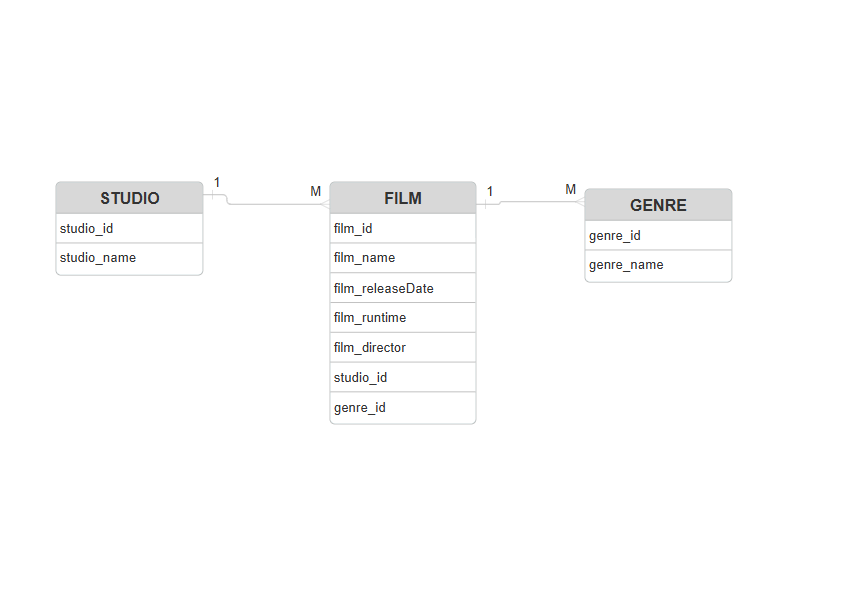 STUDIO
studio_id
studio_name
1
M
FILM
film_id
film_name
film_releaseDate
film_runtime
film_director
studio_id
genre_id
1
M
GENRE
genre_id
genre_name